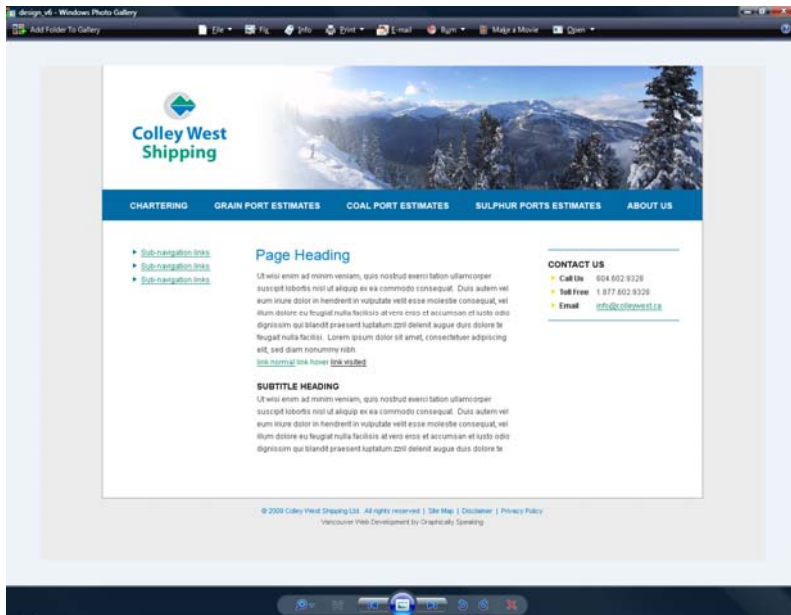 design_v6 - Windows Photo Gallery
Add Folder To Gallery
File
Fix
Info
Print
E-mail
Burn
Make a Movie
Open
Colley West
Shipping
CHARTERING
GRAIN PORT ESTIMATES
COAL PORT ESTIMATES
SULPHUR PORTS ESTIMATES
ABOUT US
Sub-navigation links
Sub-navigation links
Sub-navigation links
Page Heading
Ut wisi enim ad minim veniam, quis nostrud exerci tation ullamcorper
suscipit lobortis nisl ut aliquip ex ea commodo consequat. Duis autem vel
eum iriure dolor in hendrerit in vulputate velit esse molestie consequat, vel
illum dolore eu feugiat nulla facilisis at vero eros et accumsan et iusto odio
dignissim qui blandit praesent luptatum zzril delenit augue duis dolore te
feugait nulla facilisi. Lorem ipsum dolor sit amet, consectetuer adipiscing
elit, sed diam nonummy nibh.
link normal link hover link visited
SUBTITLE HEADING
Ut wisi enim ad minim veniam, quis nostrud exerci tation ullamcorper
suscipit lobortis nisl ut aliquip ex ea commodo consequat. Duis autem vel
eum iriure dolor in hendrerit in vulputate velit esse molestie consequat, vel
illum dolore eu feugiat nulla facilisis at vero eros et accumsan et iusto odio
dignissim qui blandit praesent luptatum zzril delenit augue duis dolore te
CONTACT US
Call Us 604.602.9328
Toll Free 1.877.602.9328
Email info@colleywest.ca
© 2009 Colley West Shipping Ltd. All rights reserved | Site Map | Disclaimer | Privacy Policy
Vancouver Web Development by Graphically Speaking